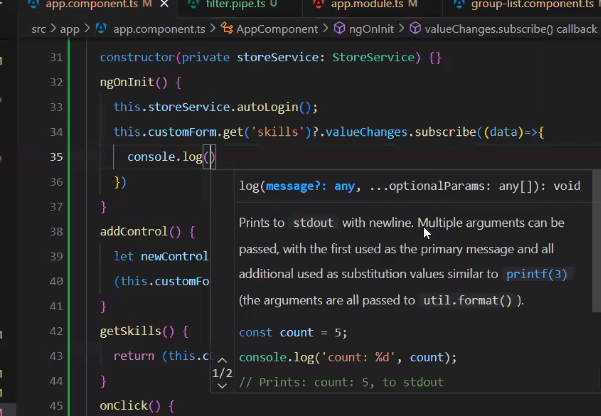 app.component.ts M
filter.pipe.ts U
app.module.ts M
group-list.component.ts
src > app > app.component.ts > AppComponent > ngOnInit > valueChanges.subscribe() callback
31 constructor(private storeService: StoreService) {}
32 ngOnInit() {
33 this.storeService.autoLogin();
34 this.customForm.get('skills')?.valueChanges.subscribe((data)=>{
35 console.log()
36 })
37 }
38 addControl() {
39 let newControl
40 (this.customFo
41 }
42 getSkills() {
43 return (this.c
44 }
45 onClick() {
log(message?: any, ...optionalParams: any[]): void
Prints to stdout with newline. Multiple arguments can be
passed, with the first used as the primary message and all
additional used as substitution values similar to printf(3)
(the arguments are all passed to util.format() ).
const count = 5;
console.log('count: %d', count);
1/2
// Prints: count: 5, to stdout